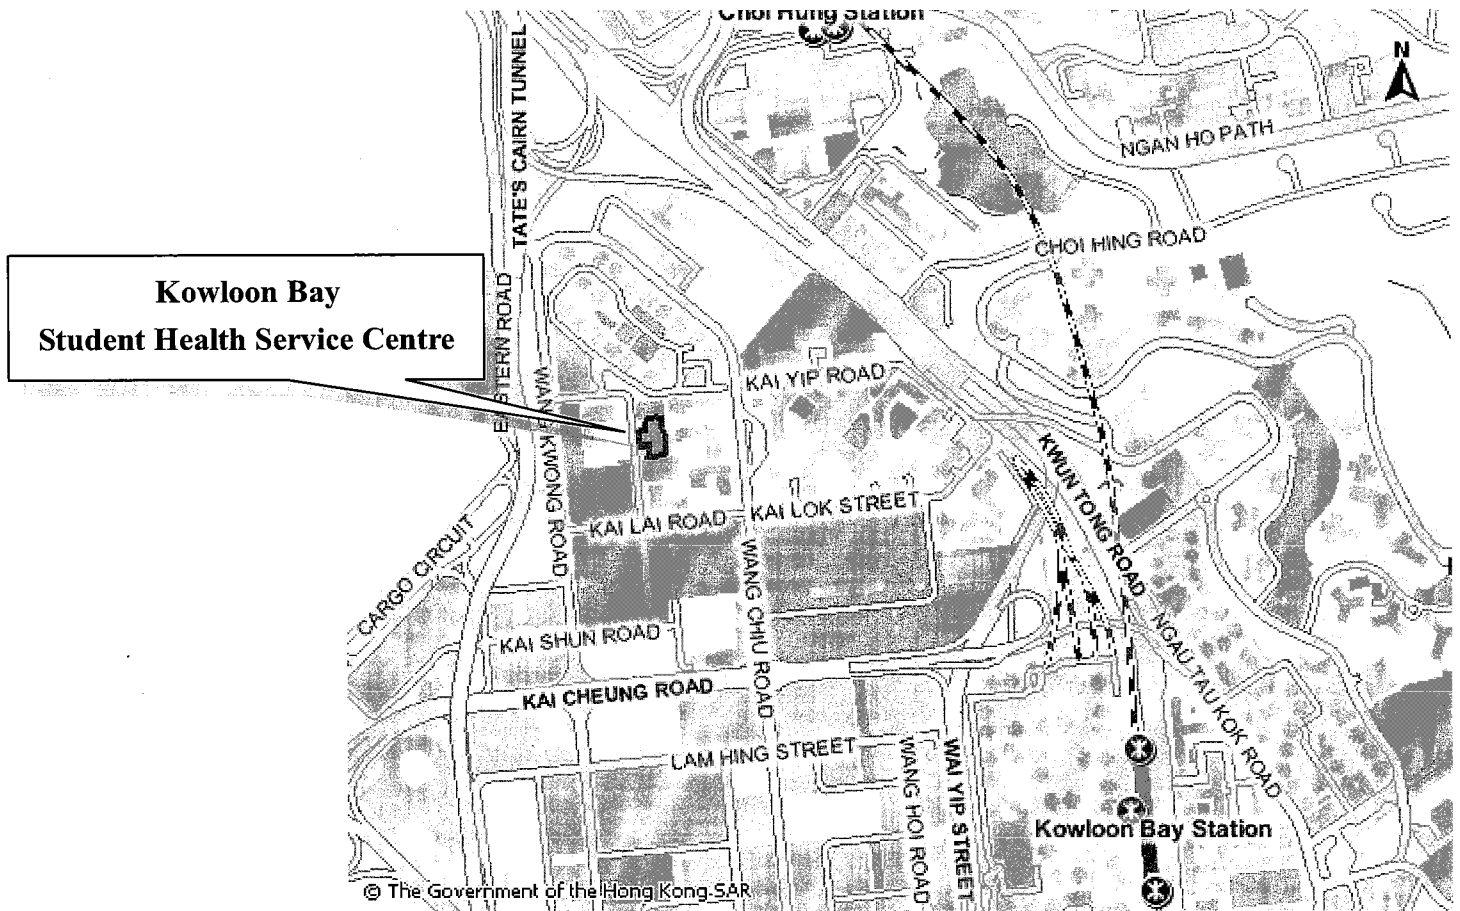 Choi Hung Station
N
TATE'S CAIRN TUNNEL
NGAN HO PATH
CHOI HING ROAD
Kowloon Bay
Student Health Service Centre
KAI YIP ROAD
WANG KWONG ROAD
KWUN TONG ROAD
KAI LAI ROAD
KAI LOK STREET
CARGO CIRCUIT
WANG CHIU ROAD
KAI SHUN ROAD
NGAU TAU KOK ROAD
KAI CHEUNG ROAD
LAM HING STREET
WANG HOI ROAD
WAI YIP STREET
Kowloon Bay Station
© The Government of the Hong Kong SAR